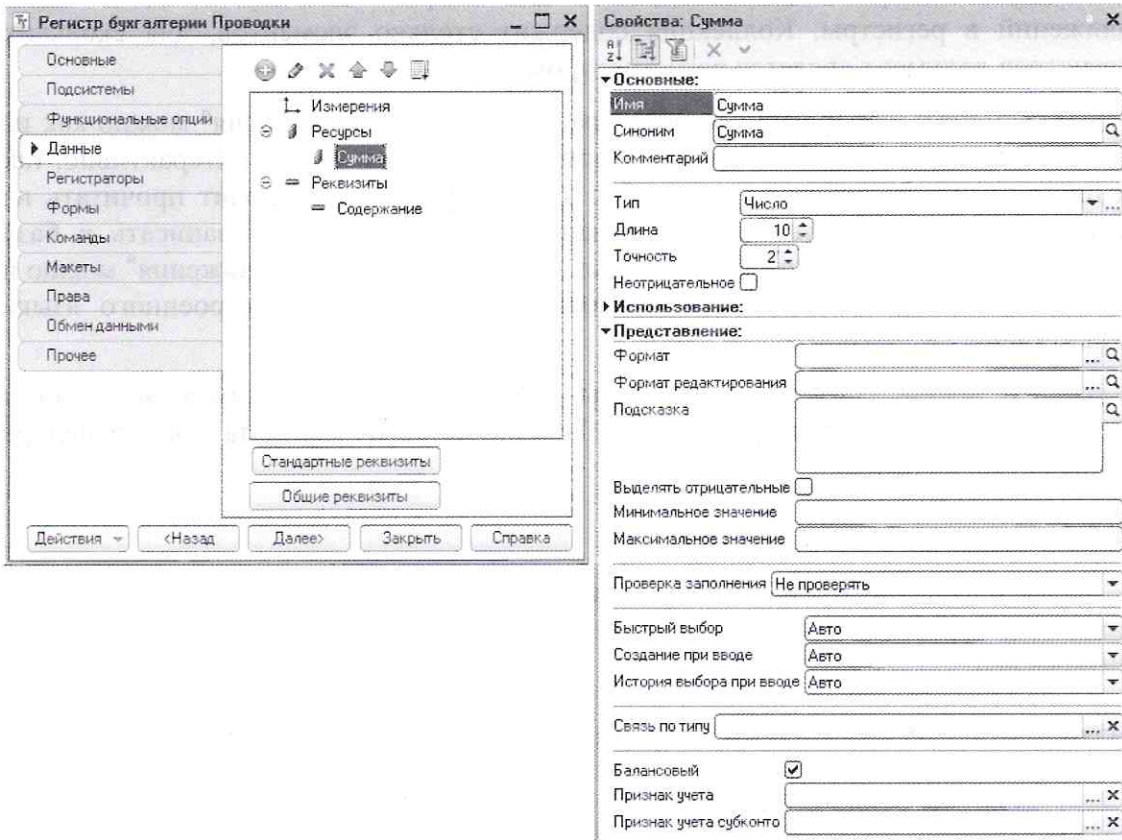 Регистр бухгалтерии Проводки
Основные
Подсистемы
Функциональные опции
Данные
Регистраторы
Формы
Команды
Макеты
Права
Обмен данными
Прочее
Измерения
Ресурсы
Сумма
Реквизиты
Содержание
Стандартные реквизиты
Общие реквизиты
Действия
<Назад
Далее>
Закрыть
Справка
Свойства: Сумма
Основные:
Имя Сумма
Синоним Сумма
Комментарий
Тип Число
Длина 10
Точность 2
Неотрицательное
Использование:
Представление:
Формат
Формат редактирования
Подсказка
Выделять отрицательные
Минимальное значение
Максимальное значение
Проверка заполнения Не проверять
Быстрый выбор Авто
Создание при вводе Авто
История выбора при вводе Авто
Связь по типу
Балансовый
Признак учета
Признак учета субконто